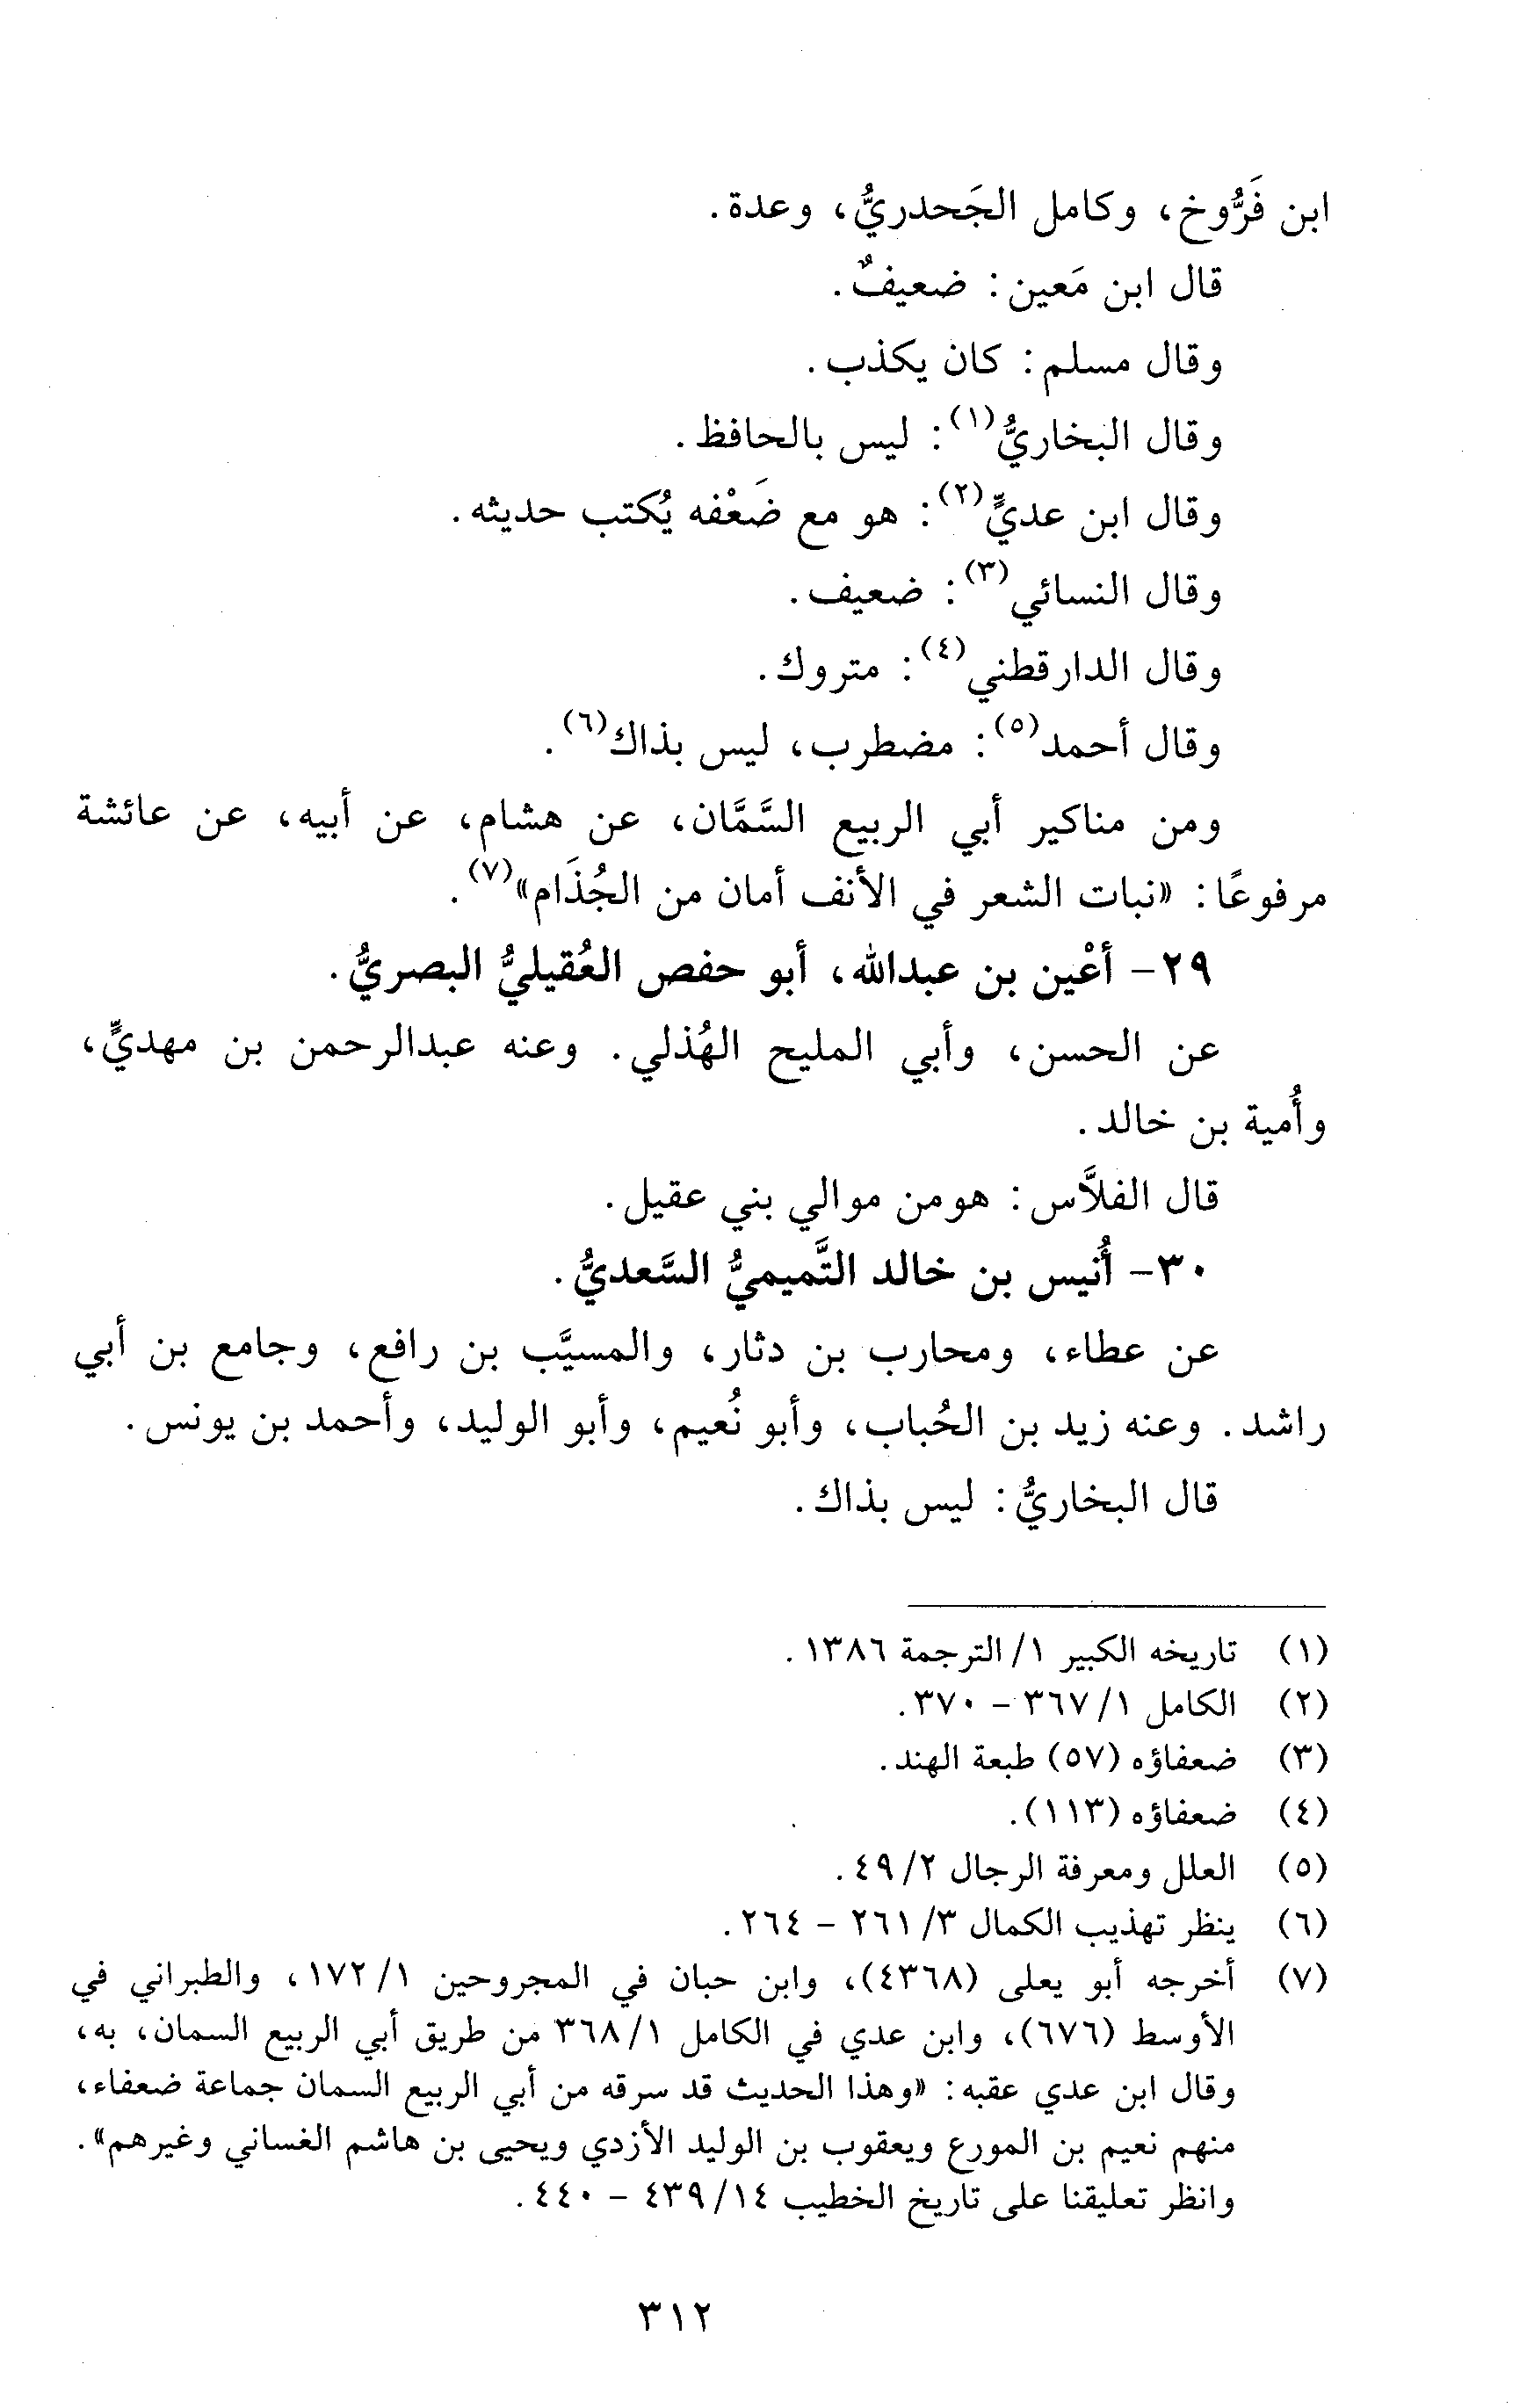 ابن فَرُّوخ، وكامل الجَحدريُّ، وعدة.
قال ابن مَعين: ضعيفٌ.
وقال مسلم: كان يكذب.
وقال البخاريُّ(١): ليس بالحافظ.
وقال ابن عديٍّ(٢): هو مع ضَعْفه يُكتب حديثه.
وقال النسائي(٣): ضعيف.
وقال الدارقطني(٤): متروك.
وقال أحمد(٥): مضطرب، ليس بذاك(٦).
ومن مناكير أبي الربيع السَّمَّان، عن هشام، عن أبيه، عن عائشة
مرفوعًا: «نبات الشعر في الأنف أمان من الجُذَام»(٧).
٢٩- أعْين بن عبدالله، أبو حفص العُقيليُّ البصريُّ.
عن الحسن، وأبي المليح الهُذلي. وعنه عبدالرحمن بن مهديٍّ،
وأُمية بن خالد.
قال الفلاَّس: هومن موالي بني عقيل.
٣٠- أُنيس بن خالد التَّميميُّ السَّعديُّ.
عن عطاء، ومحارب بن دثار، والمسيَّب بن رافع، وجامع بن أبي
راشد. وعنه زيد بن الحُباب، وأبو نُعيم، وأبو الوليد، وأحمد بن يونس.
قال البخاريُّ: ليس بذاك.
(١) تاريخه الكبير ١/ الترجمة ١٣٨٦.
(٢) الكامل ١/ ٣٦٧ - ٣٧٠.
(٣) ضعفاؤه (٥٧) طبعة الهند.
(٤) ضعفاؤه (١١٣).
(٥) العلل ومعرفة الرجال ٢/ ٤٩.
(٦) ينظر تهذيب الكمال ٣/ ٢٦١ - ٢٦٤.
(٧) أخرجه أبو يعلى (٤٣٦٨)، وابن حبان في المجروحين ١/ ١٧٢، والطبراني في
الأوسط (٦٧٦)، وابن عدي في الكامل ١/ ٣٦٨ من طريق أبي الربيع السمان، به،
وقال ابن عدي عقبه: «وهذا الحديث قد سرقه من أبي الربيع السمان جماعة ضعفاء،
منهم نعيم بن المورع ويعقوب بن الوليد الأزدي ويحيى بن هاشم الغساني وغيرهم».
وانظر تعليقنا على تاريخ الخطيب ١٤/ ٤٣٩ - ٤٤٠.
٣١٢